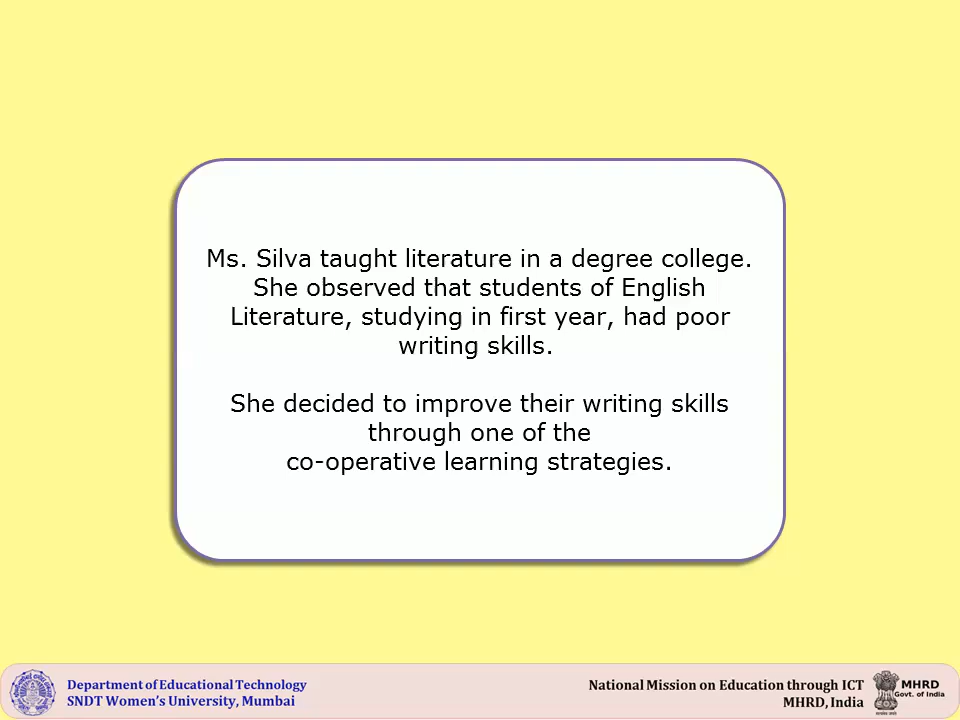 Ms. Silva taught literature in a degree college.
She observed that students of English
Literature, studying in first year, had poor
writing skills.
She decided to improve their writing skills
through one of the
co-operative learning strategies.
Department of Educational Technology
SNDT Women's University, Mumbai
National Mission on Education through ICT
MHRD, India
MHRD
Govt. of India